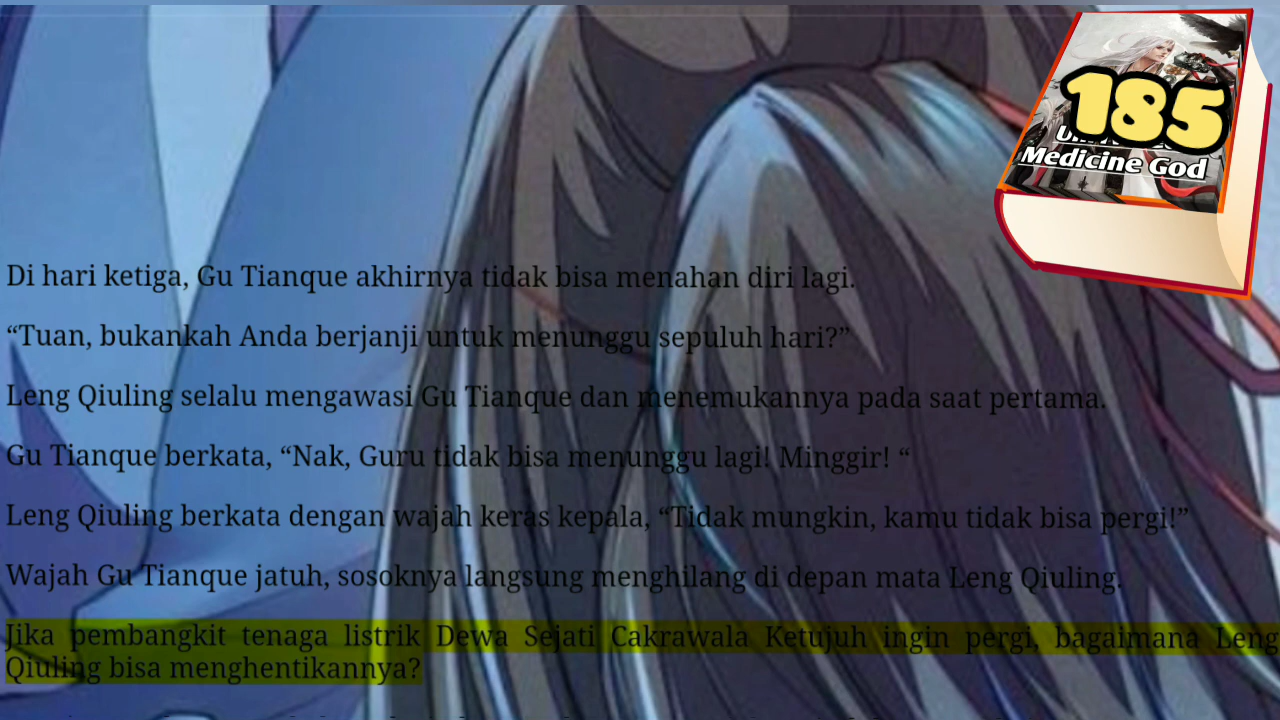 185
Medicine God
Di hari ketiga, Gu Tianque akhirnya tidak bisa menahan diri lagi.
“Tuan, bukankah Anda berjanji untuk menunggu sepuluh hari?”
Leng Qiuling selalu mengawasi Gu Tianque dan menemukannya pada saat pertama.
Gu Tianque berkata, “Nak, Guru tidak bisa menunggu lagi! Minggir! “
Leng Qiuling berkata dengan wajah keras kepala, “Tidak mungkin, kamu tidak bisa pergi!”
Wajah Gu Tianque jatuh, sosoknya langsung menghilang di depan mata Leng Qiuling.
Jika pembangkit tenaga listrik Dewa Sejati Cakrawala Ketujuh ingin pergi, bagaimana Leng
Qiuling bisa menghentikannya?